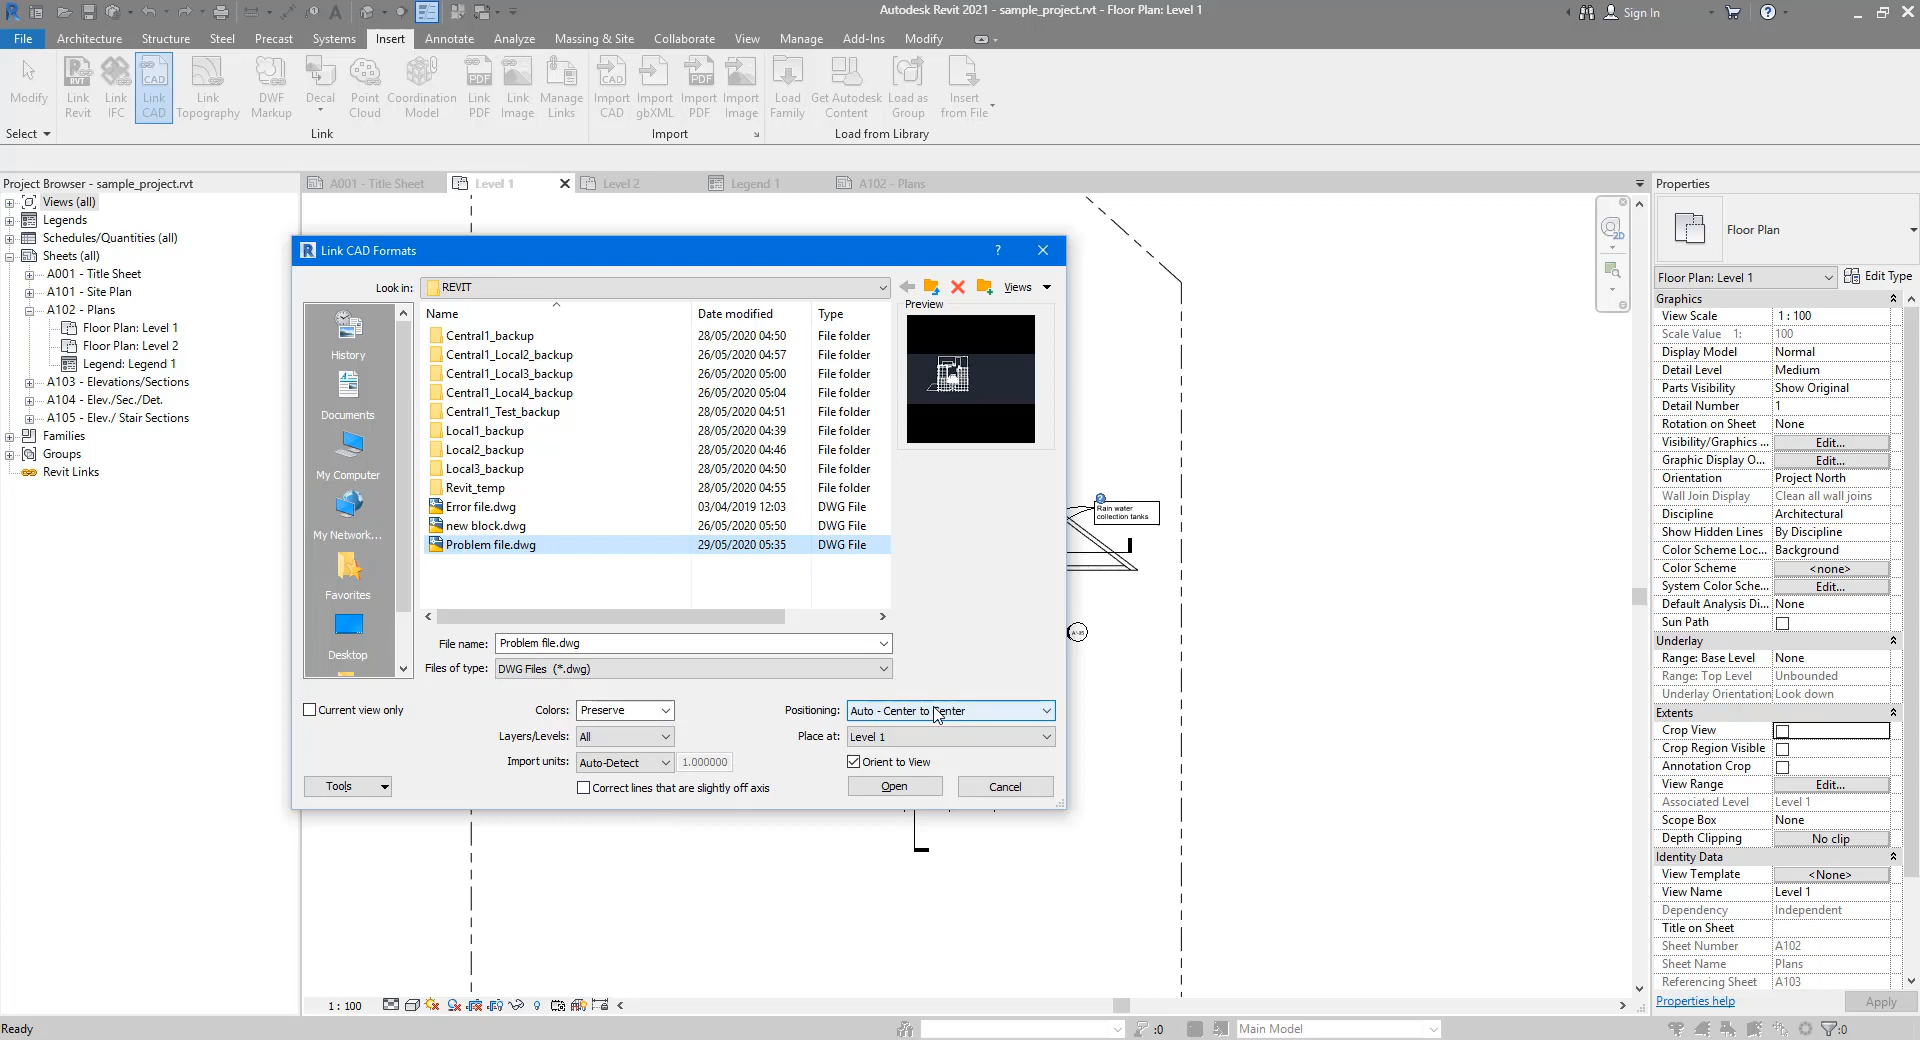 Autodesk Revit 2021 - sample_project.rvt - Floor Plan: Level 1
Sign In
File Architecture Structure Steel Precast Systems Insert Annotate Analyze Massing & Site Collaborate View Manage Add-Ins Modify
Modify
Link Revit
Link IFC
Link CAD
Link Topography
DWF Markup
Decal
Point Cloud
Coordination Model
Link PDF
Link Image
Manage Links
Import CAD
Import gbXML
Import PDF
Import Image
Load Family
Get Autodesk Content
Load as Group
Insert from File
Select
Link
Import
Load from Library
Project Browser - sample_project.rvt
Views (all)
Legends
Schedules/Quantities (all)
Sheets (all)
A001 - Title Sheet
A101 - Site Plan
A102 - Plans
Floor Plan: Level 1
Floor Plan: Level 2
Legend: Legend 1
A103 - Elevations/Sections
A104 - Elev./Sec./Det.
A105 - Elev./ Stair Sections
Families
Groups
Revit Links
A001 - Title Sheet
Level 1
Level 2
Legend 1
A102 - Plans
Link CAD Formats
Look in: REVIT
Views
History
Documents
My Computer
My Network...
Favorites
Desktop
Name Date modified Type
Central1_backup 28/05/2020 04:50 File folder
Central1_Local2_backup 26/05/2020 04:57 File folder
Central1_Local3_backup 26/05/2020 05:00 File folder
Central1_Local4_backup 26/05/2020 05:04 File folder
Central1_Test_backup 28/05/2020 04:51 File folder
Local1_backup 28/05/2020 04:39 File folder
Local2_backup 28/05/2020 04:46 File folder
Local3_backup 28/05/2020 04:50 File folder
Revit_temp 28/05/2020 04:55 File folder
Error file.dwg 03/04/2019 12:03 DWG File
new block.dwg 26/05/2020 05:50 DWG File
Problem file.dwg 29/05/2020 05:35 DWG File
Preview
File name: Problem file.dwg
Files of type: DWG Files (*.dwg)
Current view only
Colors: Preserve
Layers/Levels: All
Import units: Auto-Detect 1.000000
Correct lines that are slightly off axis
Positioning: Auto - Center to Center
Place at: Level 1
Orient to View
Tools
Open
Cancel
Rain water
collection tanks
Properties
Floor Plan
Floor Plan: Level 1 Edit Type
Graphics
View Scale 1 : 100
Scale Value 1: 100
Display Model Normal
Detail Level Medium
Parts Visibility Show Original
Detail Number 1
Rotation on Sheet None
Visibility/Graphics ... Edit...
Graphic Display O... Edit...
Orientation Project North
Wall Join Display Clean all wall joins
Discipline Architectural
Show Hidden Lines By Discipline
Color Scheme Loc... Background
Color Scheme <none>
System Color Sche... Edit...
Default Analysis Di... None
Sun Path
Underlay
Range: Base Level None
Range: Top Level Unbounded
Underlay Orientation Look down
Extents
Crop View
Crop Region Visible
Annotation Crop
View Range Edit...
Associated Level Level 1
Scope Box None
Depth Clipping No clip
Identity Data
View Template <None>
View Name Level 1
Dependency Independent
Title on Sheet
Sheet Number A102
Sheet Name Plans
Referencing Sheet A103
Properties help
Apply
1 : 100
Ready
:0
Main Model
:0